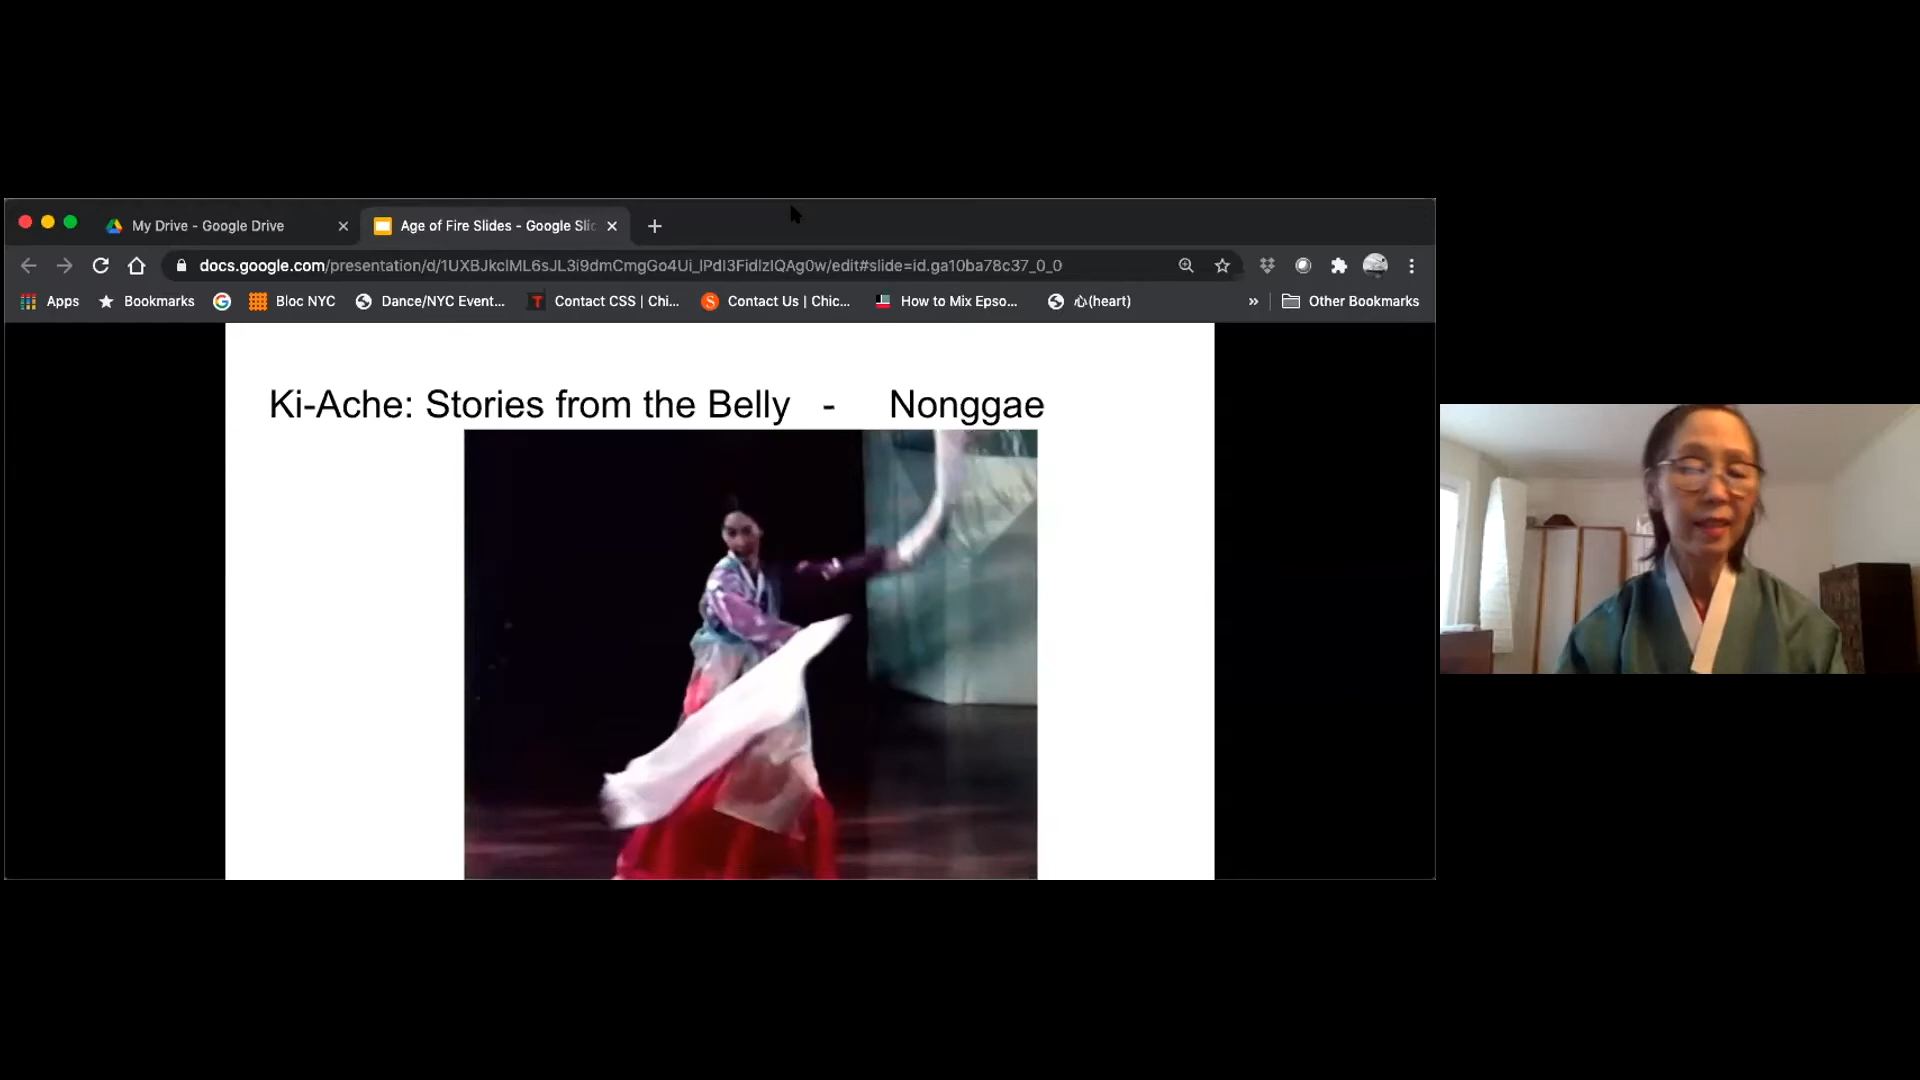 My Drive - Google Drive
Age of Fire Slides - Google Slic
docs.google.com/presentation/d/1UXBJkclML6sJL3i9dmCmgGo4Ui_lPdI3FidlzIQAg0w/edit#slide=id.ga10ba78c37_0_0
Apps Bookmarks Bloc NYC Dance/NYC Event... Contact CSS | Chi... Contact Us | Chic... How to Mix Epso... 心(heart) » Other Bookmarks
Ki-Ache: Stories from the Belly - Nonggae